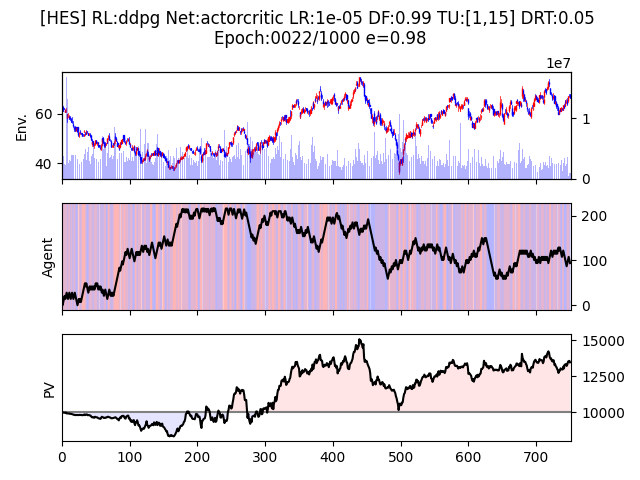 [HES] RL:ddpg Net:actorcritic LR:1e-05 DF:0.99 TU:[1,15] DRT:0.05
Epoch:0022/1000 e=0.98
1e7
Env.
60
40
1
0
Agent
200
100
0
PV
15000
12500
10000
0 100 200 300 400 500 600 700